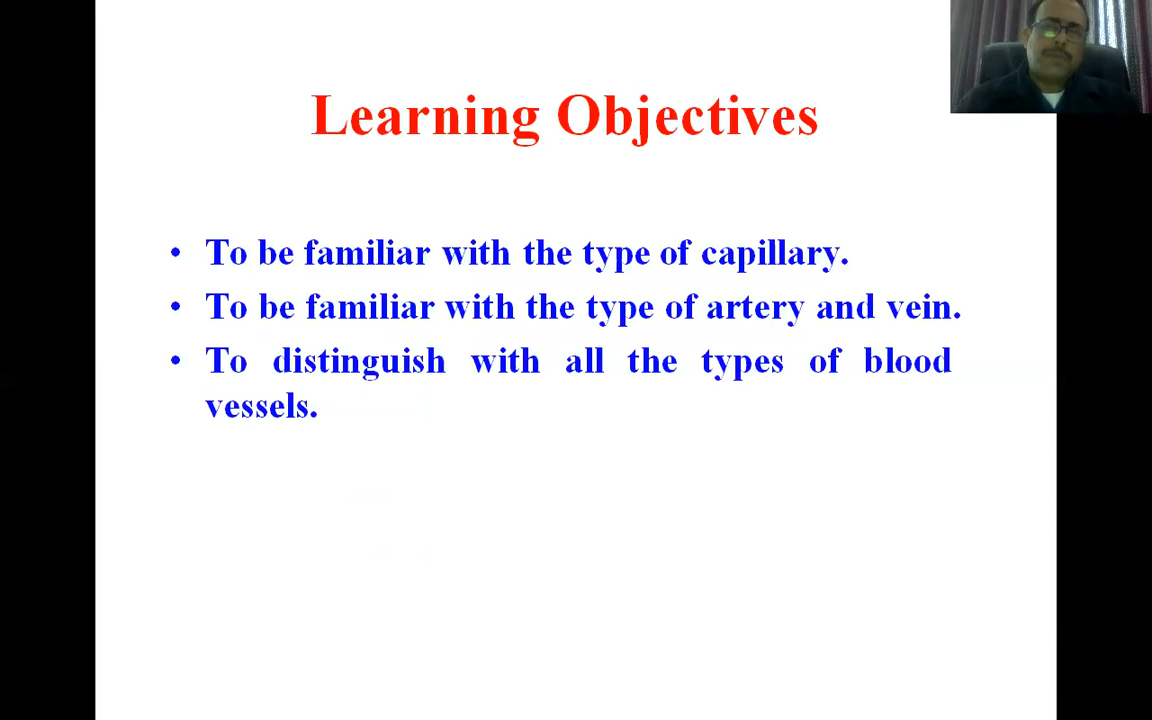 Learning Objectives
• To be familiar with the type of capillary.
• To be familiar with the type of artery and vein.
• To distinguish with all the types of blood
vessels.